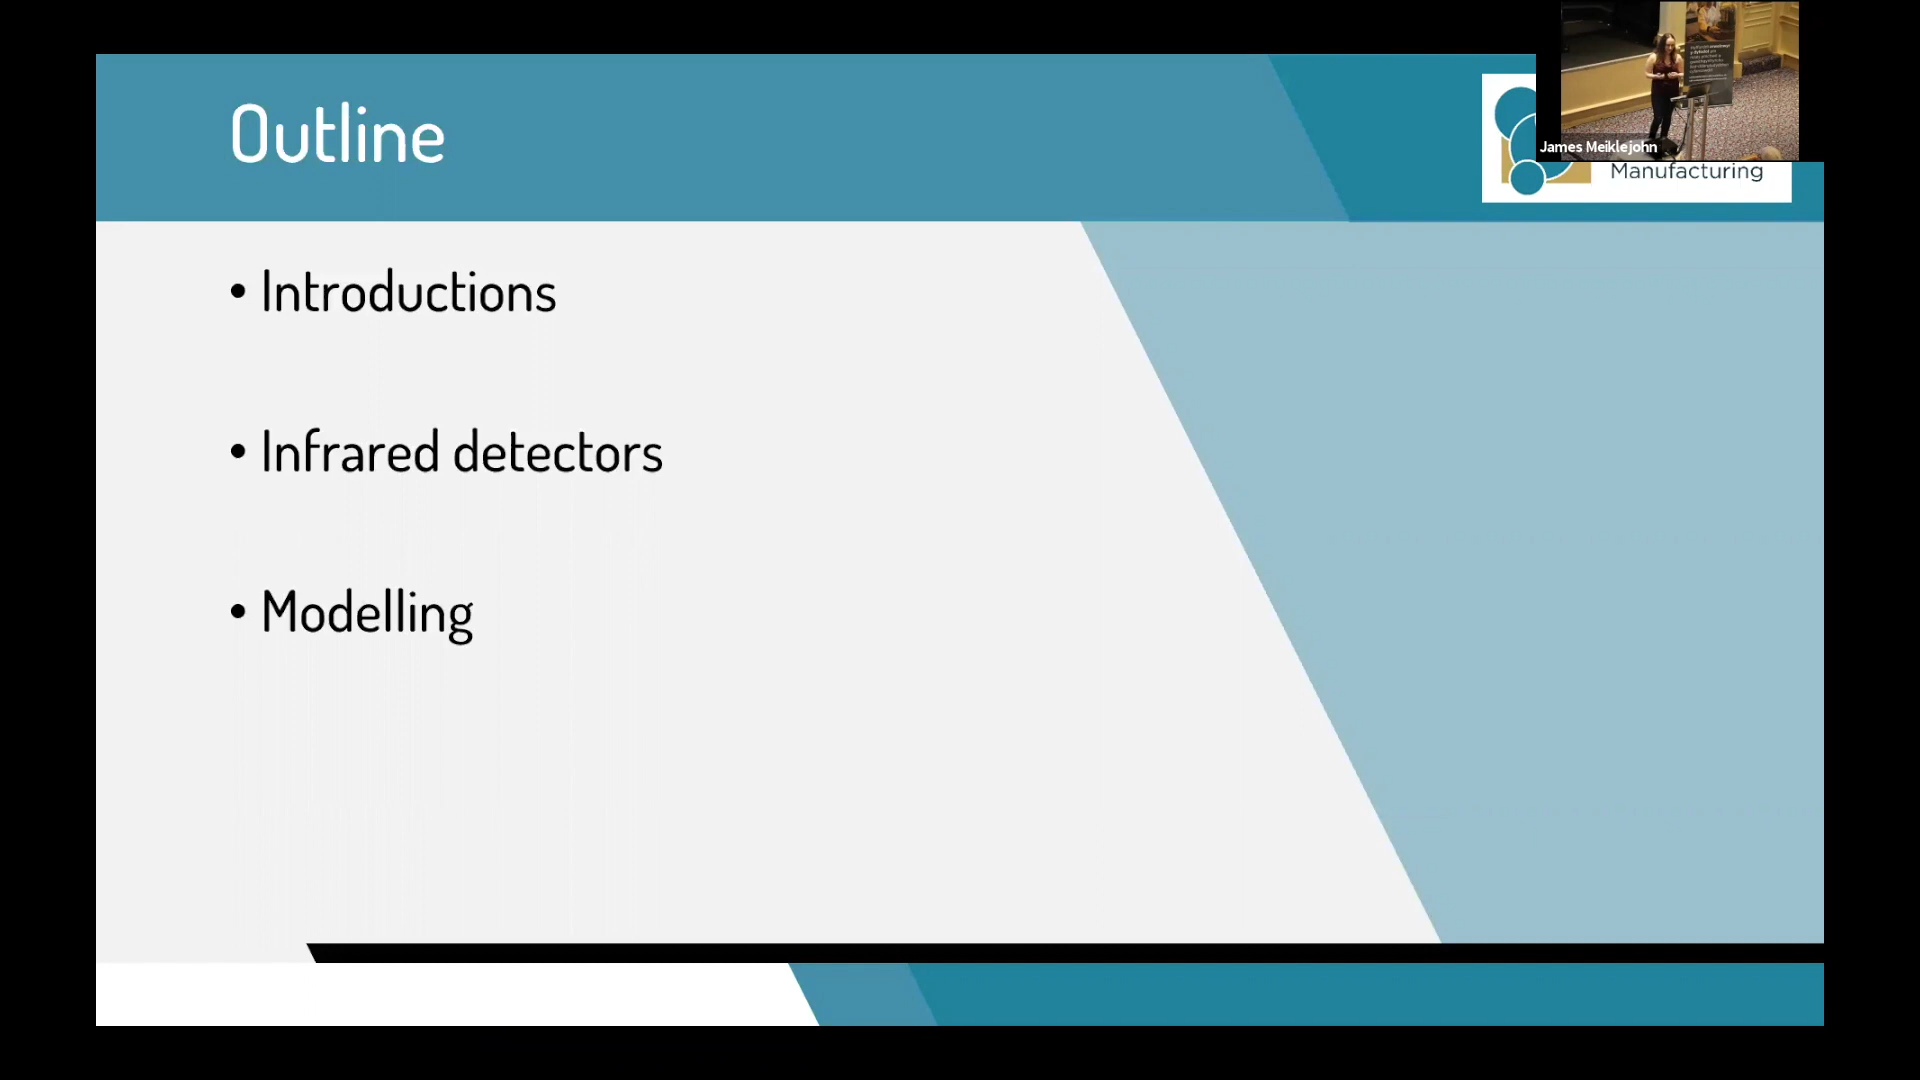 Outline
James Meiklejohn
Manufacturing
• Introductions
• Infrared detectors
• Modelling